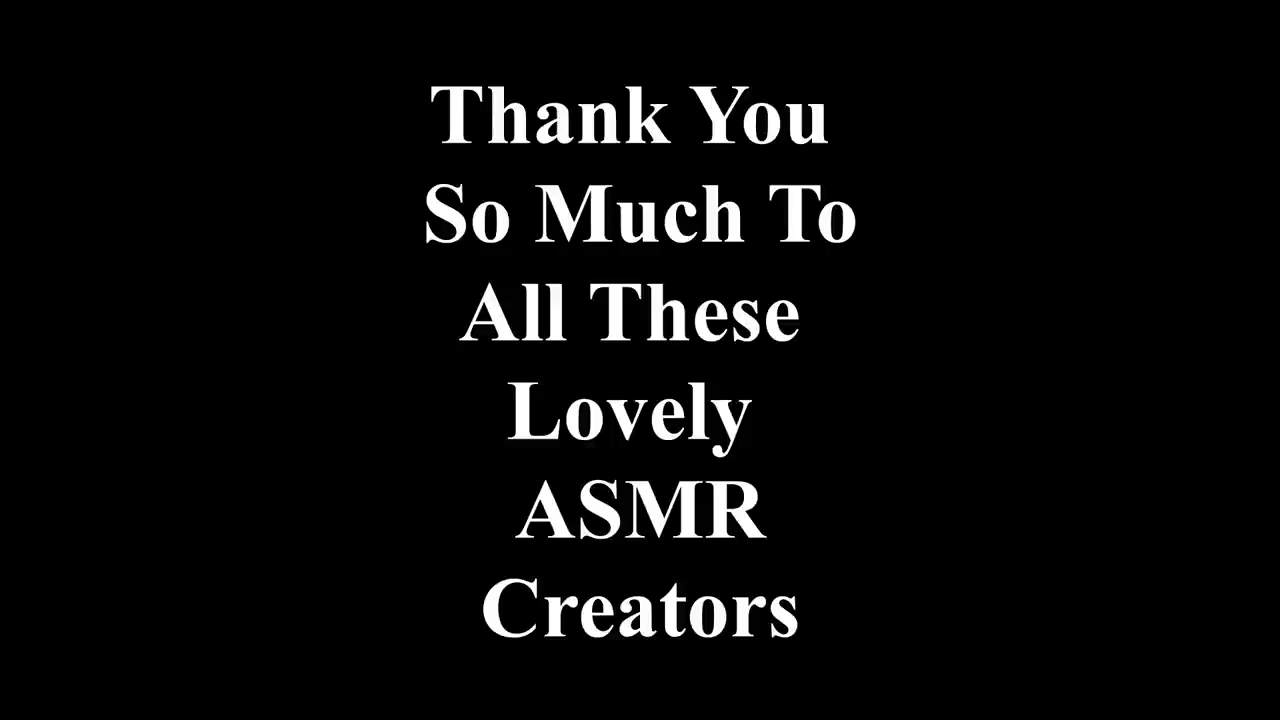 Thank You
So Much To
All These
Lovely
ASMR
Creators